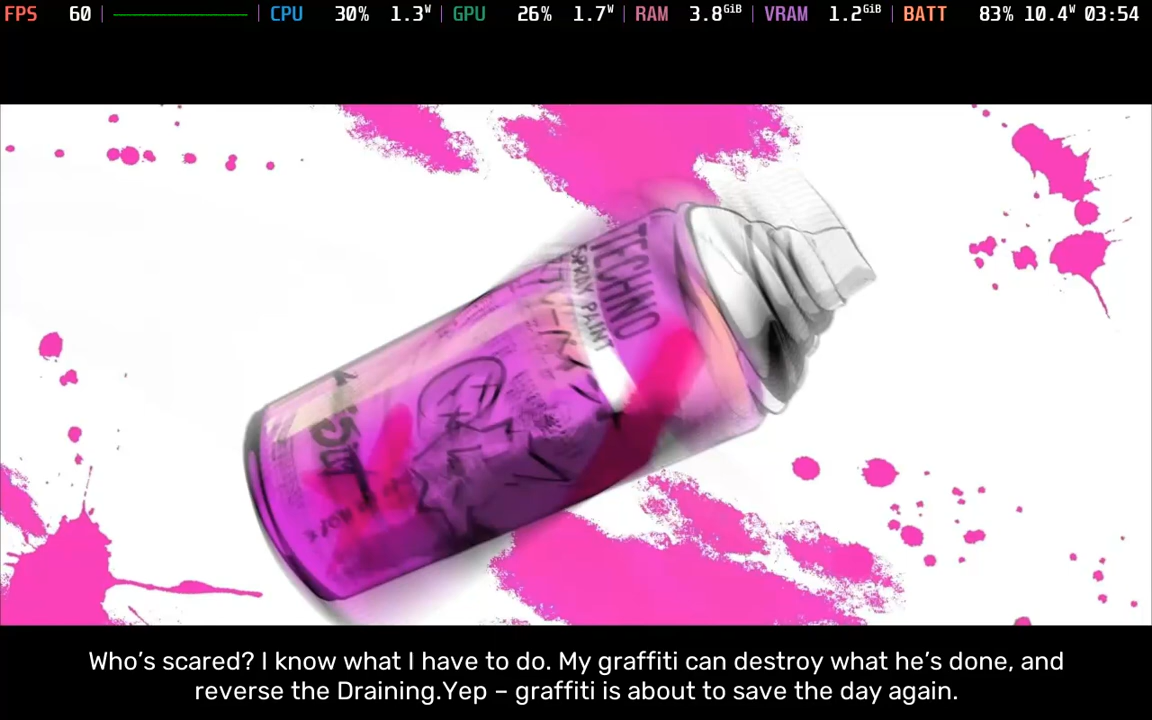 FPS 60 CPU 30% 1.3W GPU 26% 1.7W RAM 3.8GiB VRAM 1.2GiB BATT 83% 10.4W 03:54
TECHNO
SPRAY PAINT
Who’s scared? I know what I have to do. My graffiti can destroy what he’s done, and
reverse the Draining.Yep – graffiti is about to save the day again.